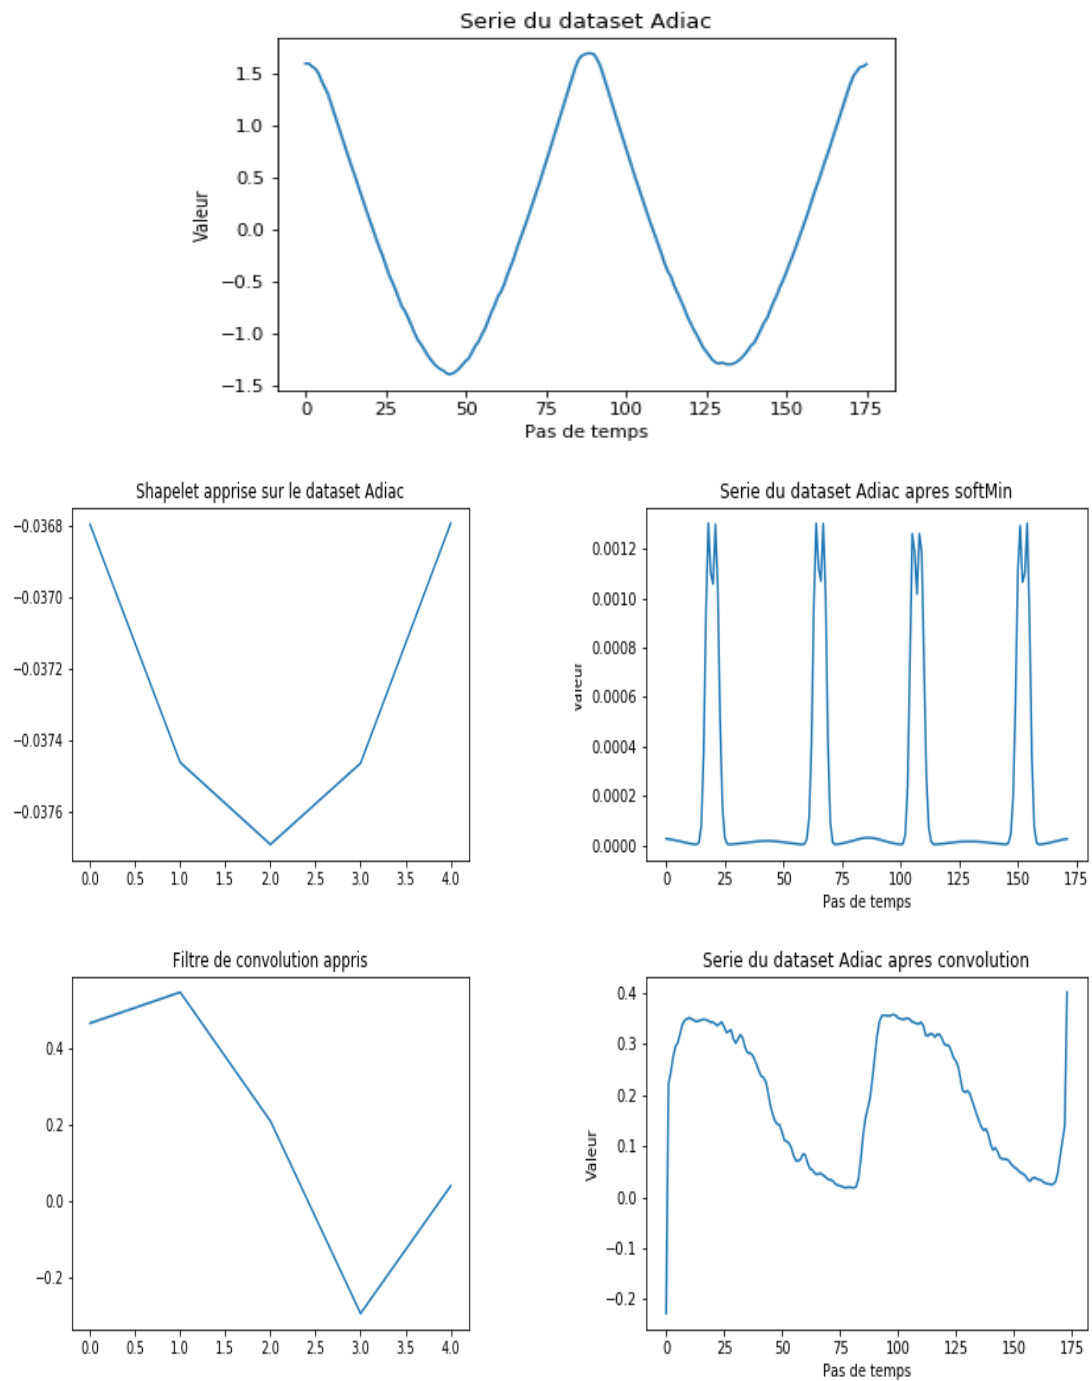 Serie du dataset Adiac
Valeur
1.5
1.0
0.5
0.0
−0.5
−1.0
−1.5
0 25 50 75 100 125 150 175
Pas de temps
Shapelet apprise sur le dataset Adiac
−0.0368
−0.0370
−0.0372
−0.0374
−0.0376
0.0 0.5 1.0 1.5 2.0 2.5 3.0 3.5 4.0
Serie du dataset Adiac apres softMin
valeur
0.0012
0.0010
0.0008
0.0006
0.0004
0.0002
0.0000
0 25 50 75 100 125 150 175
Pas de temps
Filtre de convolution appris
0.4
0.2
0.0
−0.2
0.0 0.5 1.0 1.5 2.0 2.5 3.0 3.5 4.0
Serie du dataset Adiac apres convolution
Valeur
0.4
0.3
0.2
0.1
0.0
−0.1
−0.2
0 25 50 75 100 125 150 175
Pas de temps